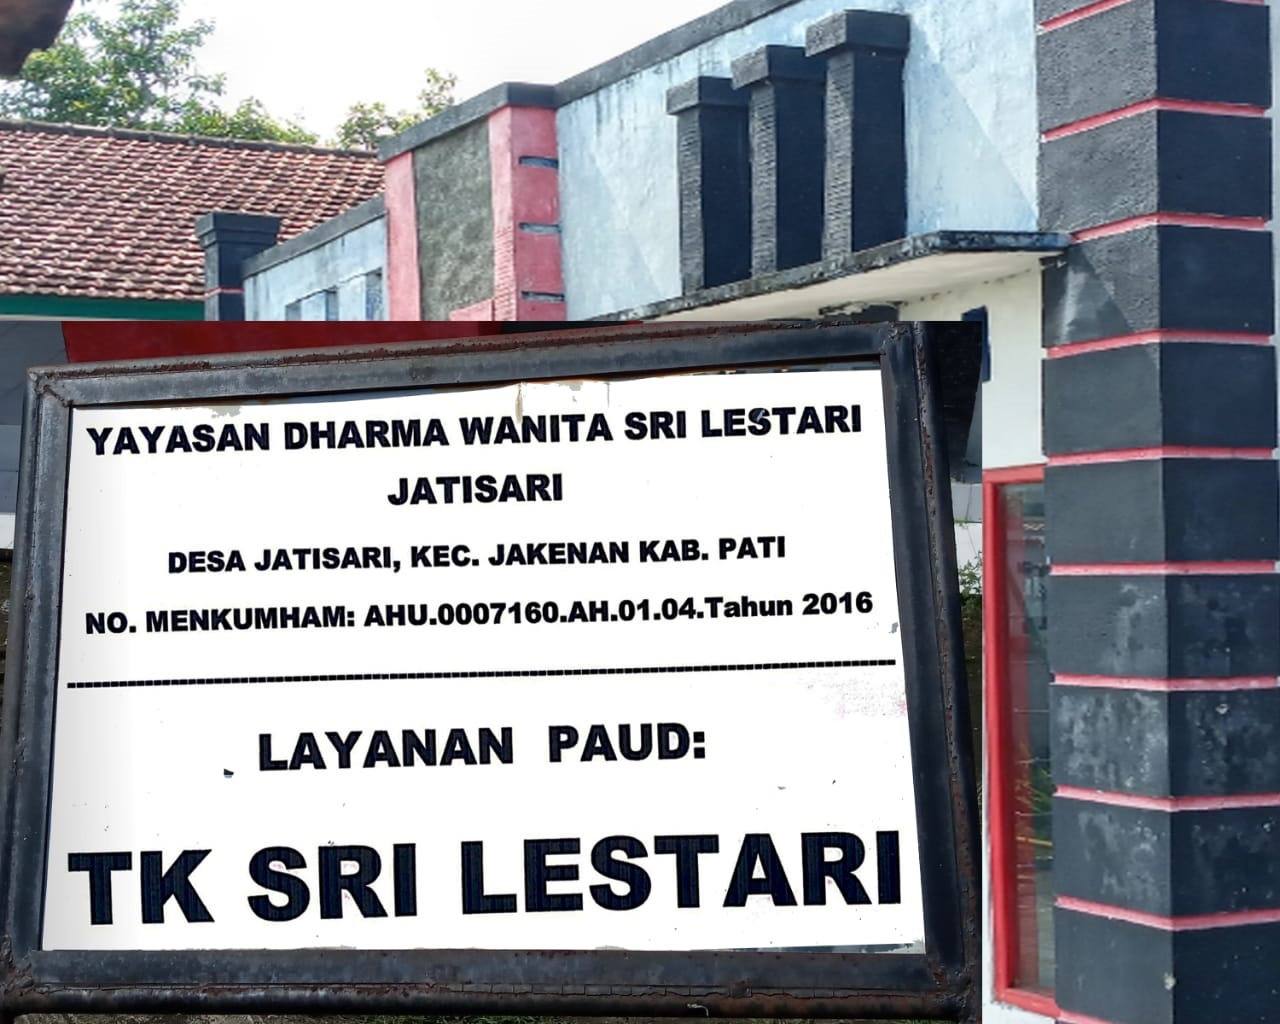 YAYASAN DHARMA WANITA SRI LESTARI
JATISARI
DESA JATISARI, KEC. JAKENAN KAB. PATI
NO. MENKUMHAM: AHU.0007160.AH.01.04.Tahun 2016
LAYANAN PAUD:
TK SRI LESTARI